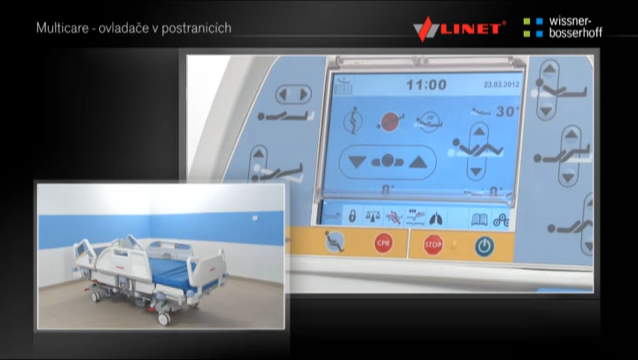 Multicare - ovladače v postranicích
LINET®
wissner-
bosserhoff
11:00
23.03.2012
30°
0°
0°
CPR
STOP